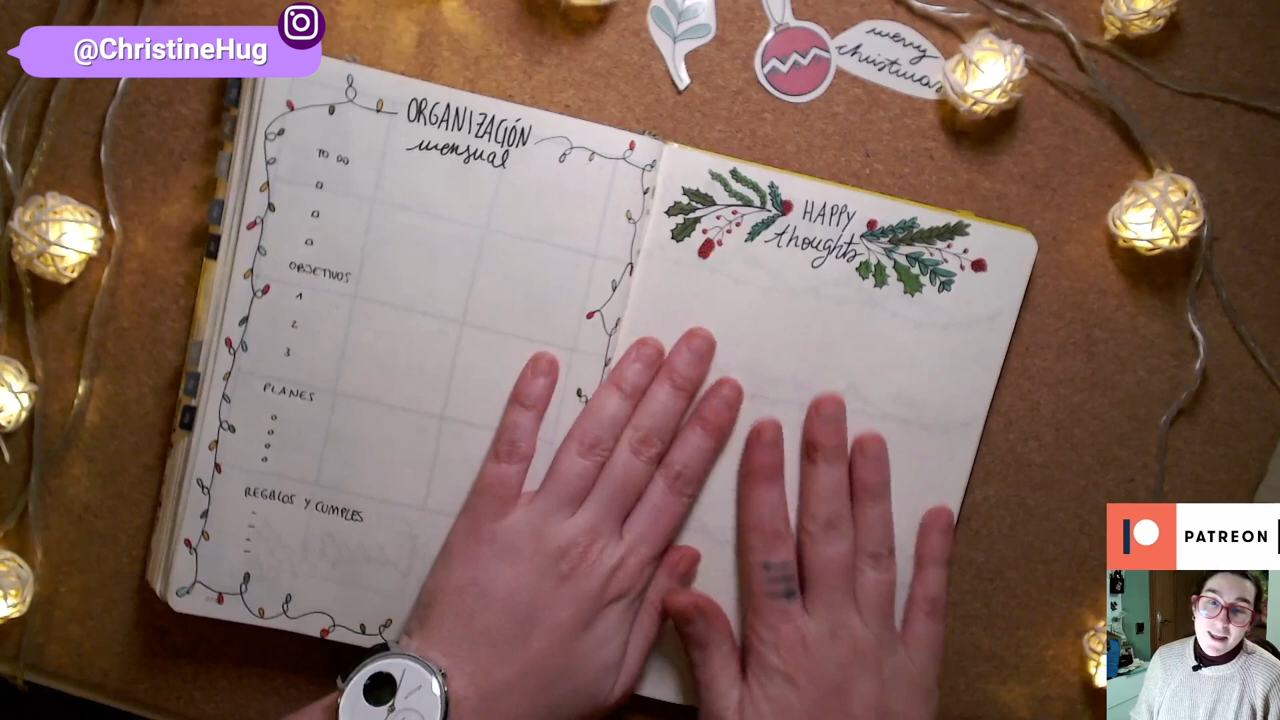 @ChristineHug
merry
christmas
ORGANIZACIÓN
mensual
TO DO
OBJETIVOS
1
2
3
PLANES
REGALOS Y CUMPLES
HAPPY
thoughts
PATREON